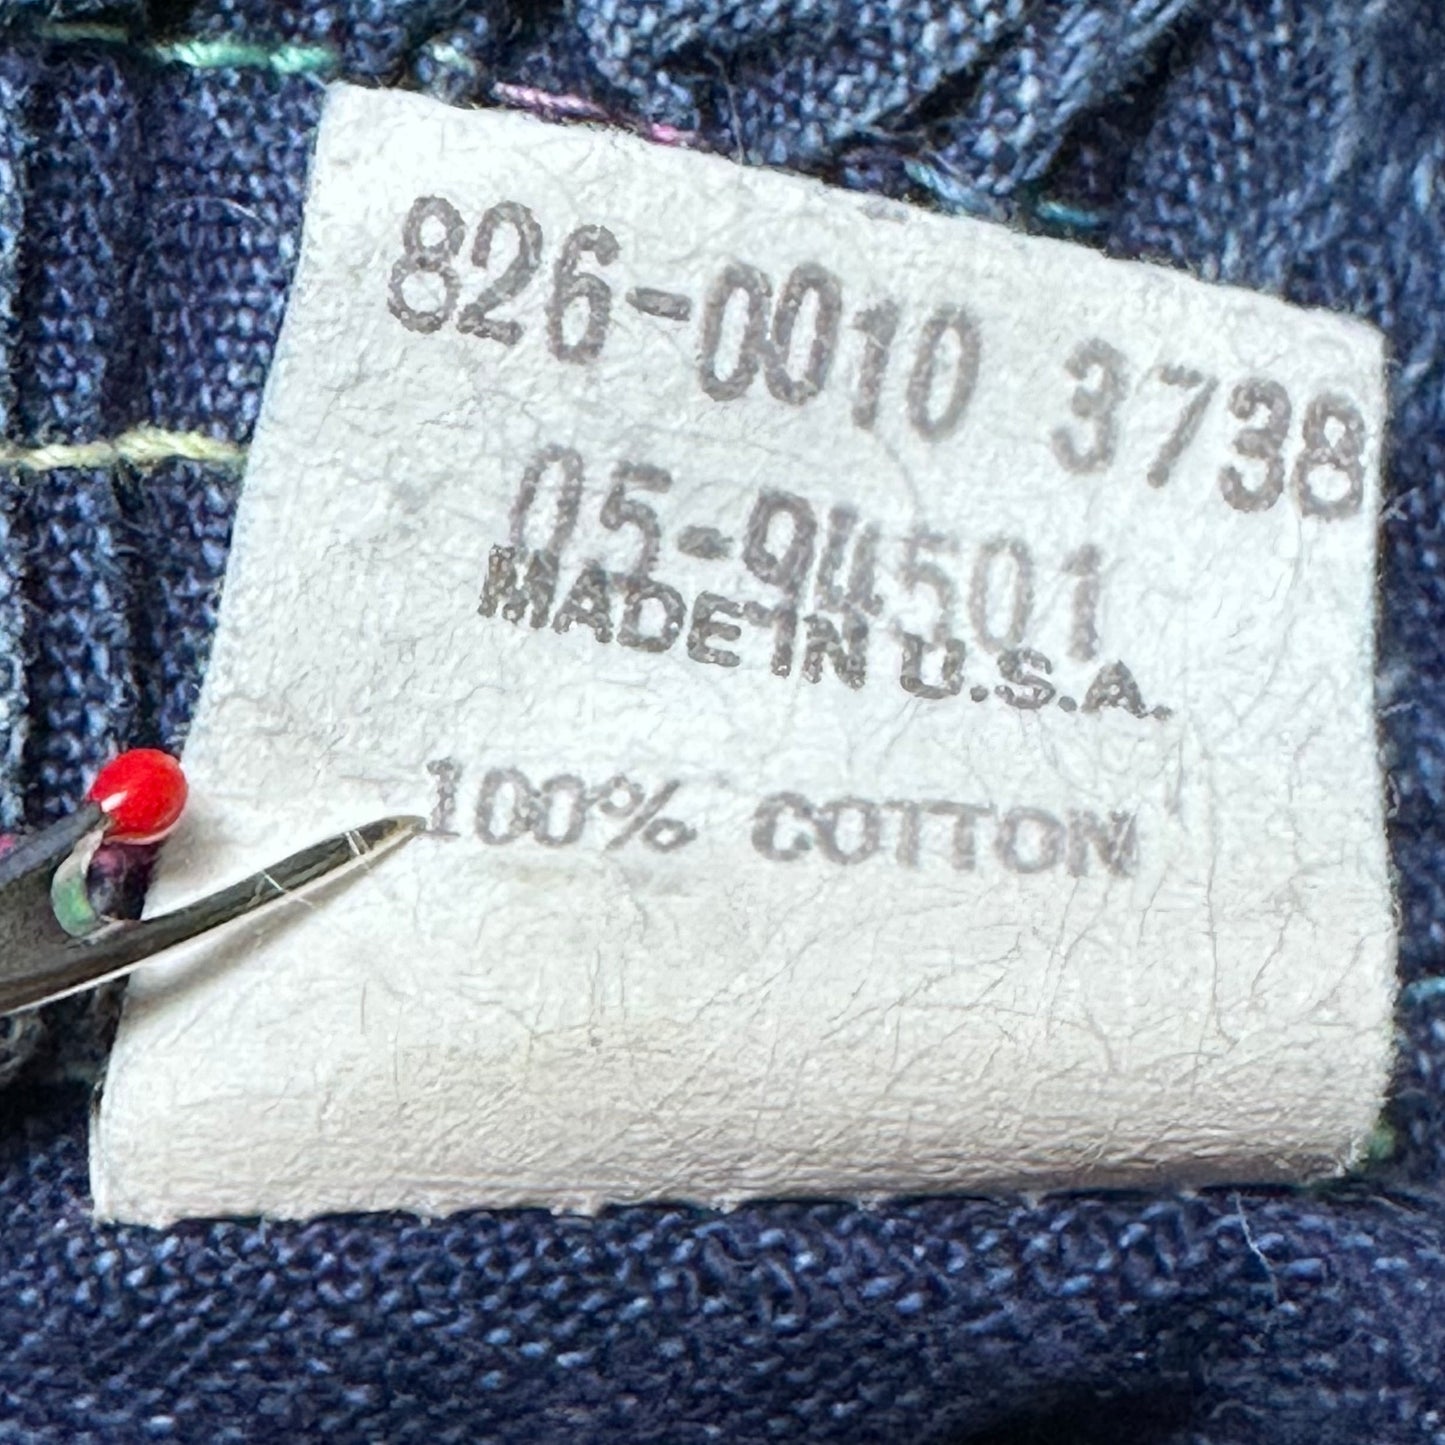 826-0010 3738
05-94501
MADE IN U.S.A.
100% COTTON